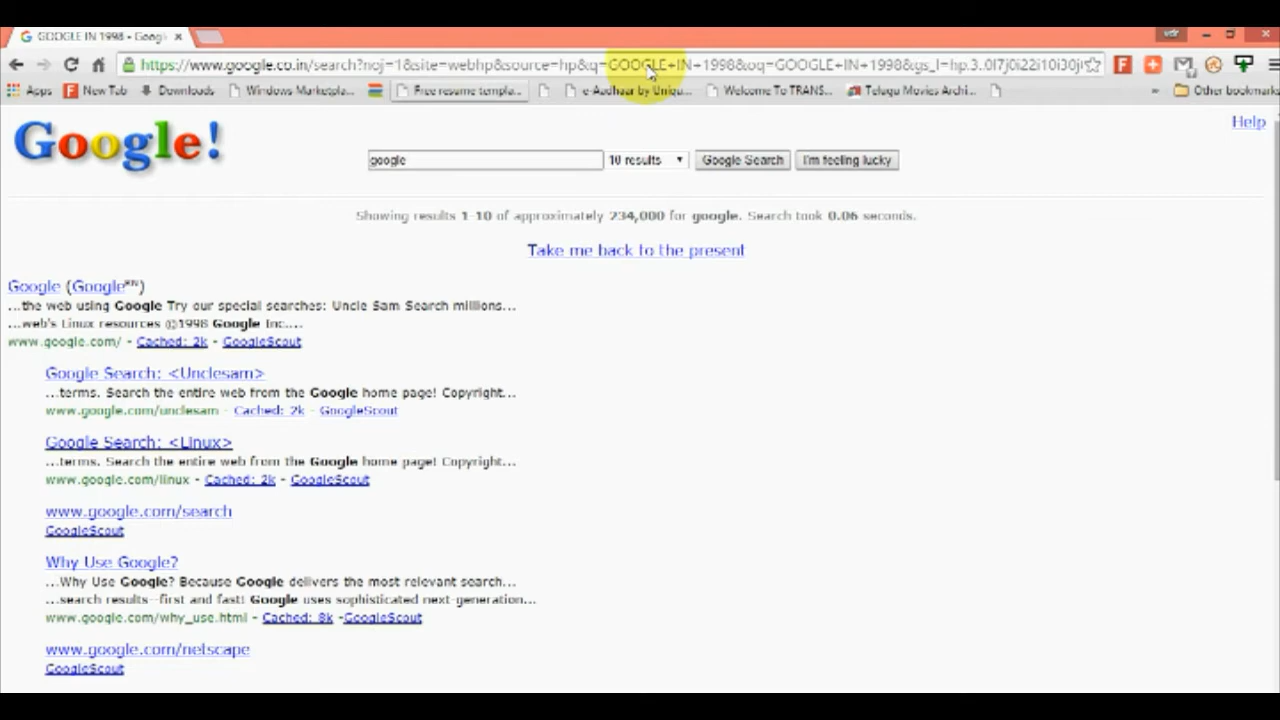 GOOGLE IN 1998 - Googl
https://www.google.co.in/search?noj=1&site=webhp&source=hp&q=GOOGLE+IN+1998&oq=GOOGLE+IN+1998&gs_l=hp.3.0l7j0i22i10i30j
Apps New Tab Downloads Windows Marketpla... Free resume templa... e-Aadhaar by Uniqu... Welcome To TRANS... Telugu Movies Archi... » Other bookmarks
Help
Google!
google 10 results Google Search I'm feeling lucky
Showing results 1-10 of approximately 234,000 for google. Search took 0.06 seconds.
Take me back to the present
Google (Google)
...the web using Google Try our special searches: Uncle Sam Search millions...
...web's Linux resources ©1998 Google Inc....
www.google.com/ - Cached: 2k - GoogleScout
Google Search: <Unclesam>
...terms. Search the entire web from the Google home page! Copyright...
www.google.com/unclesam - Cached: 2k - GoogleScout
Google Search: <Linux>
...terms. Search the entire web from the Google home page! Copyright...
www.google.com/linux - Cached: 2k - GoogleScout
www.google.com/search
GoogleScout
Why Use Google?
...Why Use Google? Because Google delivers the most relevant search...
...search results--first and fast! Google uses sophisticated next-generation...
www.google.com/why_use.html - Cached: 8k -GoogleScout
www.google.com/netscape
GoogleScout